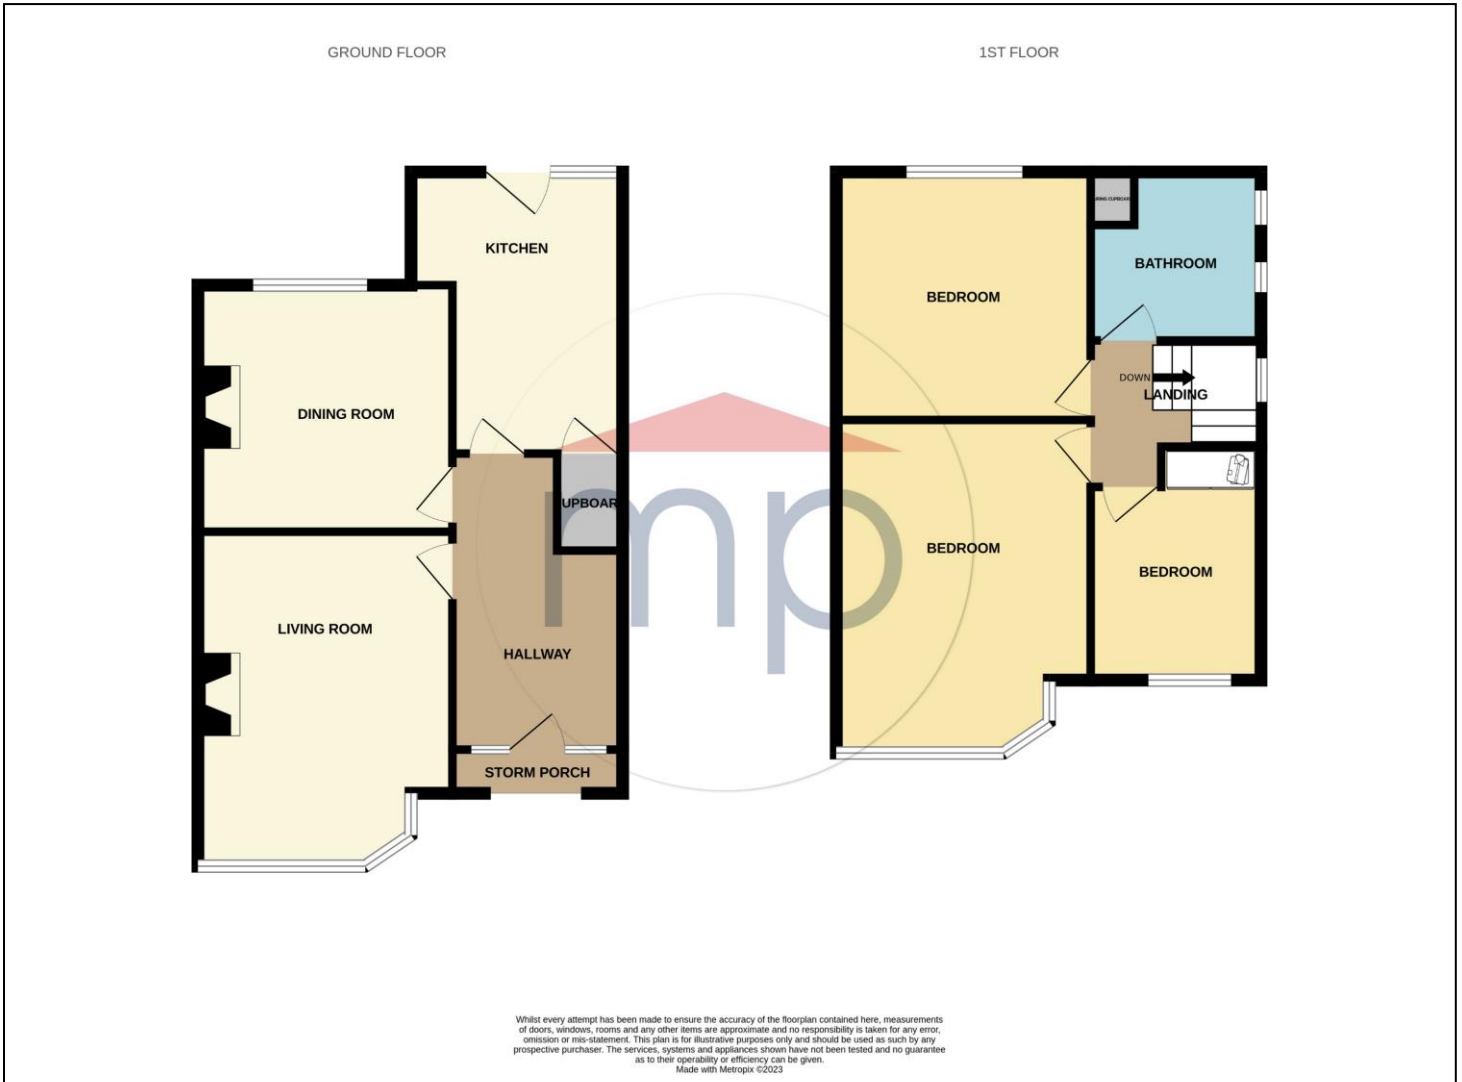 GROUND FLOOR
1ST FLOOR
KITCHEN
DINING ROOM
UPBOAR
LIVING ROOM
HALLWAY
STORM PORCH
BEDROOM
BATHROOM
DOWN
LANDING
BEDROOM
BEDROOM
mp
Whilst every attempt has been made to ensure the accuracy of the floorplan contained here, measurements
of doors, windows, rooms and any other items are approximate and no responsibility is taken for any error,
omission or mis-statement. This plan is for illustrative purposes only and should be used as such by any
prospective purchaser. The services, systems and appliances shown have not been tested and no guarantee
as to their operability or efficiency can be given.
Made with Metropix ©2023